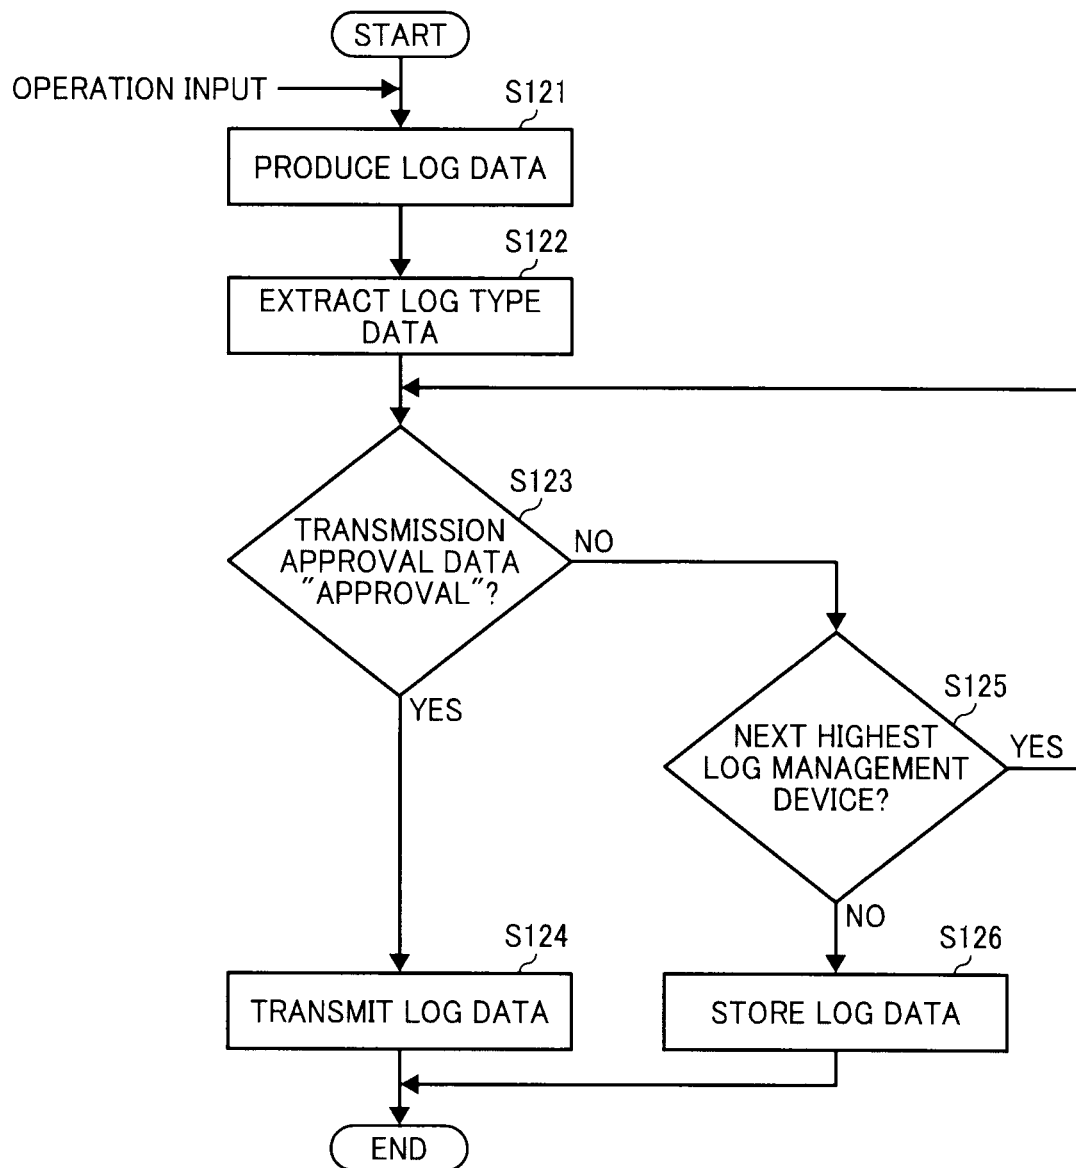 START
OPERATION INPUT
S121
PRODUCE LOG DATA
S122
EXTRACT LOG TYPE
DATA
S123
TRANSMISSION
APPROVAL DATA
"APPROVAL"?
NO
YES
S125
NEXT HIGHEST
LOG MANAGEMENT
DEVICE?
YES
NO
S124
TRANSMIT LOG DATA
S126
STORE LOG DATA
END